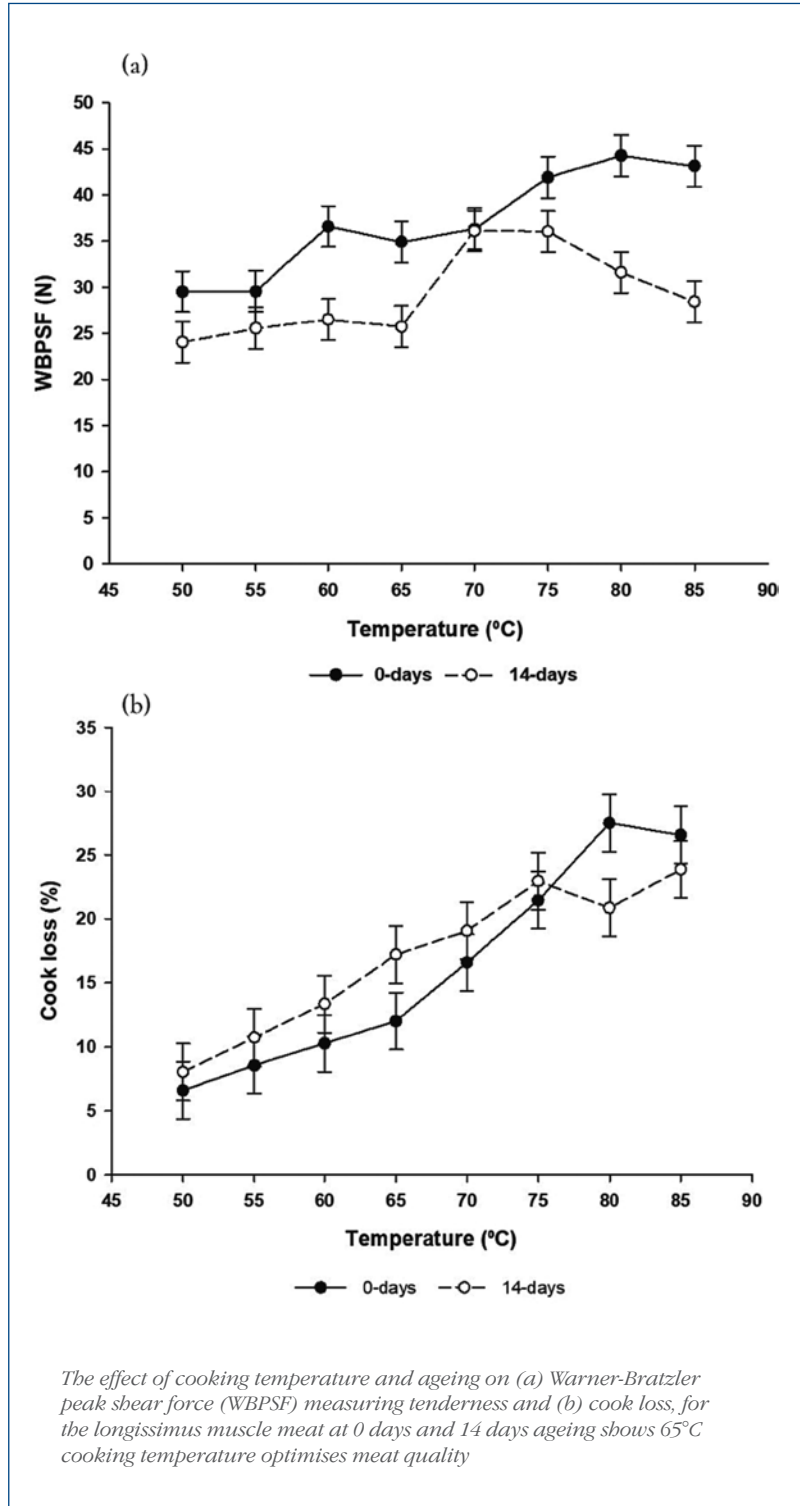 (a)
50
45
40
35
30
25
20
15
10
5
0
WBPSF (N)
45 50 55 60 65 70 75 80 85 90
Temperature (ºC)
0-days 14-days
(b)
35
30
25
20
15
10
5
0
Cook loss (%)
45 50 55 60 65 70 75 80 85 90
Temperature (ºC)
0-days 14-days
The effect of cooking temperature and ageing on (a) Warner-Bratzler
peak shear force (WBPSF) measuring tenderness and (b) cook loss, for
the longissimus muscle meat at 0 days and 14 days ageing shows 65°C
cooking temperature optimises meat quality